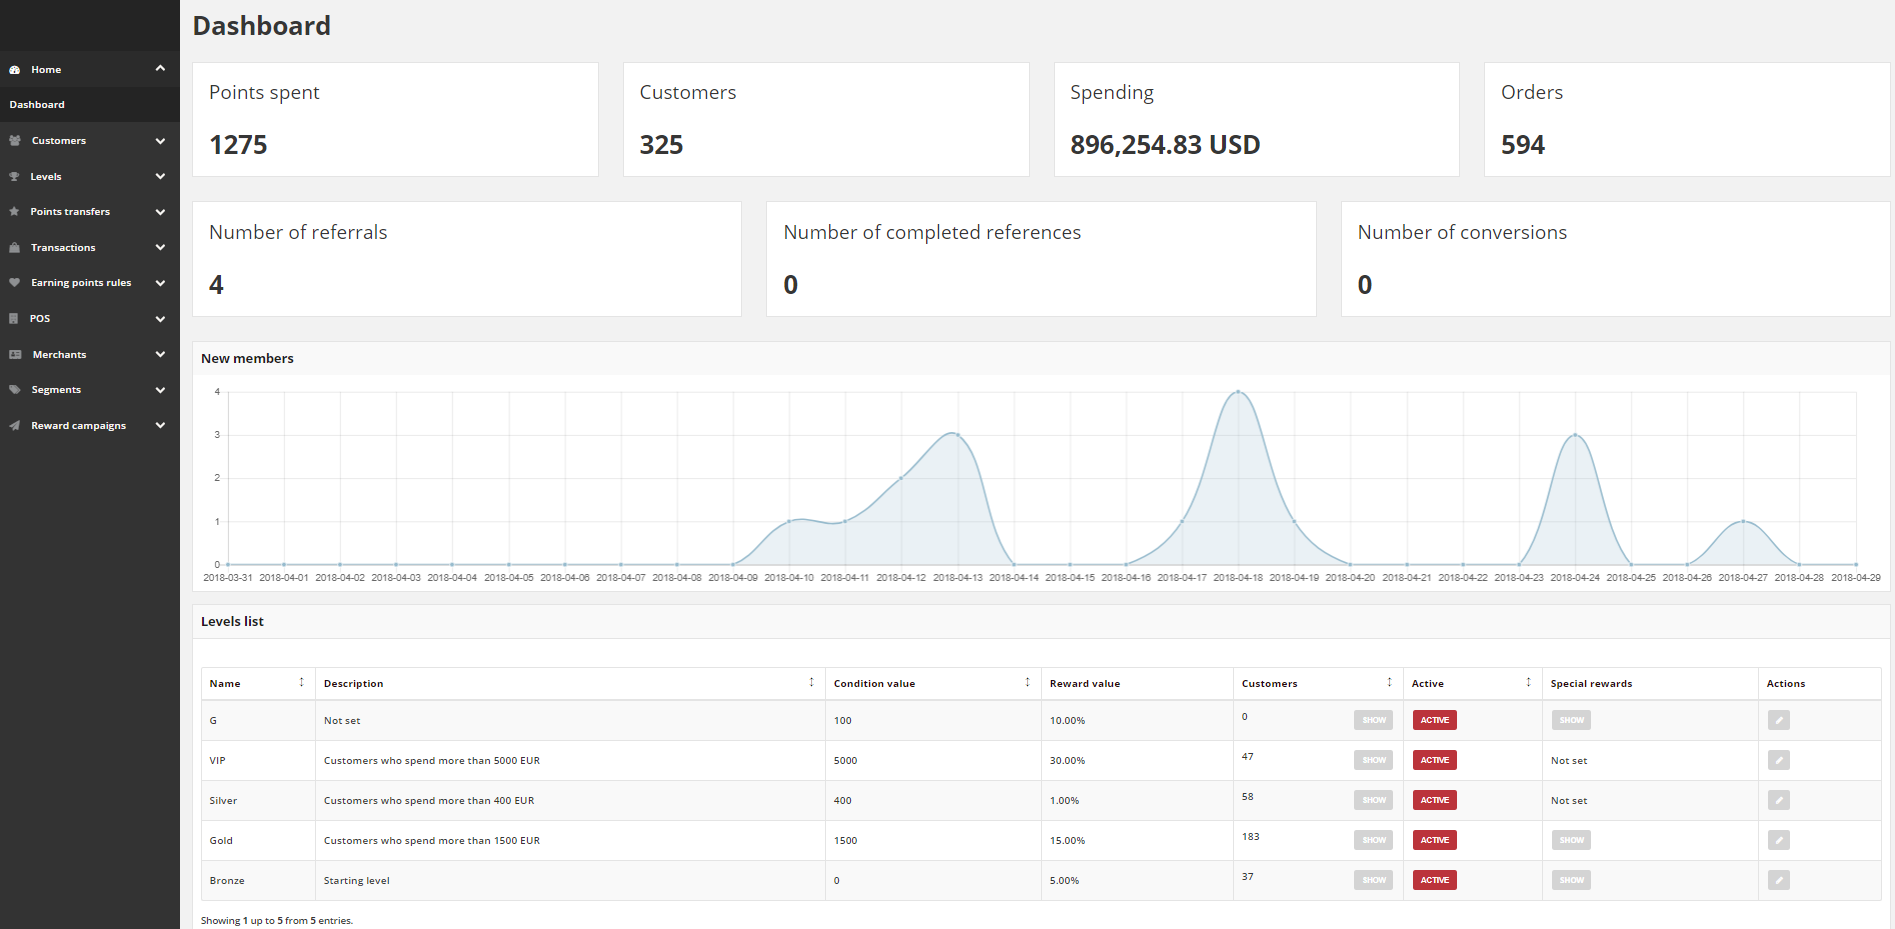 Dashboard
Home
Dashboard
Customers
Levels
Points transfers
Transactions
Earning points rules
POS
Merchants
Segments
Reward campaigns
Points spent
1275
Customers
325
Spending
896,254.83 USD
Orders
594
Number of referrals
4
Number of completed references
0
Number of conversions
0
New members
4
3
2
1
0
2018-03-31 2018-04-01 2018-04-02 2018-04-03 2018-04-04 2018-04-05 2018-04-06 2018-04-07 2018-04-08 2018-04-09 2018-04-10 2018-04-11 2018-04-12 2018-04-13 2018-04-14 2018-04-15 2018-04-16 2018-04-17 2018-04-18 2018-04-19 2018-04-20 2018-04-21 2018-04-22 2018-04-23 2018-04-24 2018-04-25 2018-04-26 2018-04-27 2018-04-28 2018-04-29
Levels list
Name Description Condition value Reward value Customers Active Special rewards Actions
G Not set 100 10.00% 0 SHOW ACTIVE SHOW
VIP Customers who spend more than 5000 EUR 5000 30.00% 47 SHOW ACTIVE Not set
Silver Customers who spend more than 400 EUR 400 1.00% 58 SHOW ACTIVE Not set
Gold Customers who spend more than 1500 EUR 1500 15.00% 183 SHOW ACTIVE SHOW
Bronze Starting level 0 5.00% 37 SHOW ACTIVE SHOW
Showing 1 up to 5 from 5 entries.